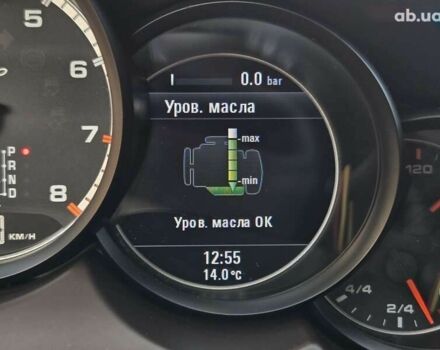 ab.ua
0.0 bar
Уров. масла
max
min
Уров. масла ОК
12:55
14.0°C
5
6
7
8
P
R
N
D
KM/H
120
4/4
2/4